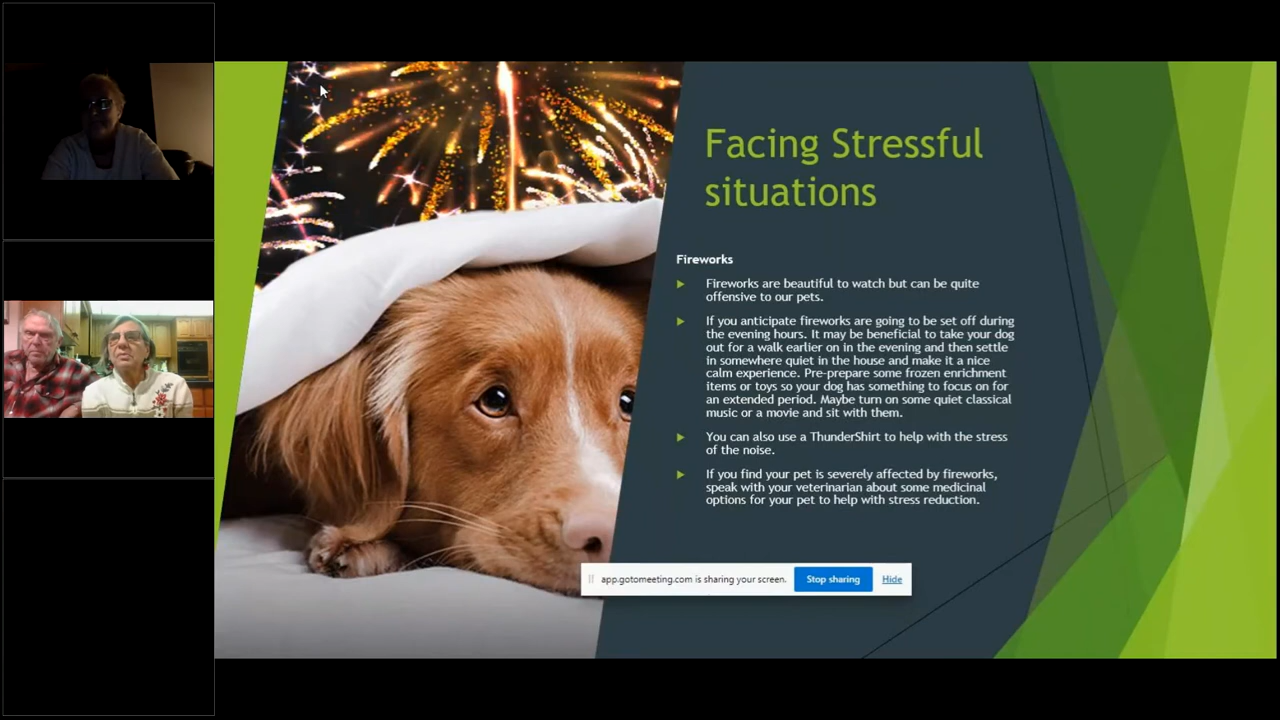 Facing Stressful
situations
Fireworks
Fireworks are beautiful to watch but can be quite
offensive to our pets.
If you anticipate fireworks are going to be set off during
the evening hours. It may be beneficial to take your dog
out for a walk earlier on in the evening and then settle
in somewhere quiet in the house and make it a nice
calm experience. Pre-prepare some frozen enrichment
items or toys so your dog has something to focus on for
an extended period. Maybe turn on some quiet classical
music or a movie and sit with them.
You can also use a ThunderShirt to help with the stress
of the noise.
If you find your pet is severely affected by fireworks,
speak with your veterinarian about some medicinal
options for your pet to help with stress reduction.
app.gotomeeting.com is sharing your screen. Stop sharing Hide